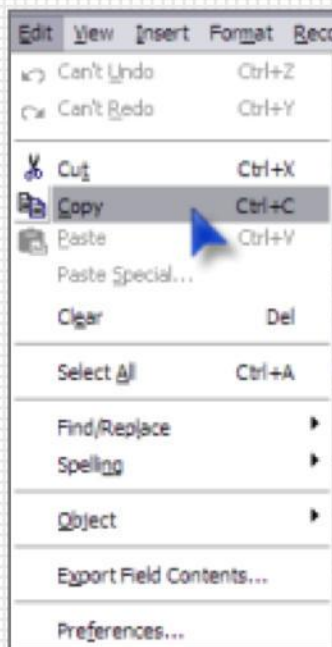 Edit View Insert Format Reco
Can't Undo Ctrl+Z
Can't Redo Ctrl+Y
Cut Ctrl+X
Copy Ctrl+C
Paste Ctrl+V
Paste Special...
Clear Del
Select All Ctrl+A
Find/Replace
Spelling
Object
Export Field Contents...
Preferences...